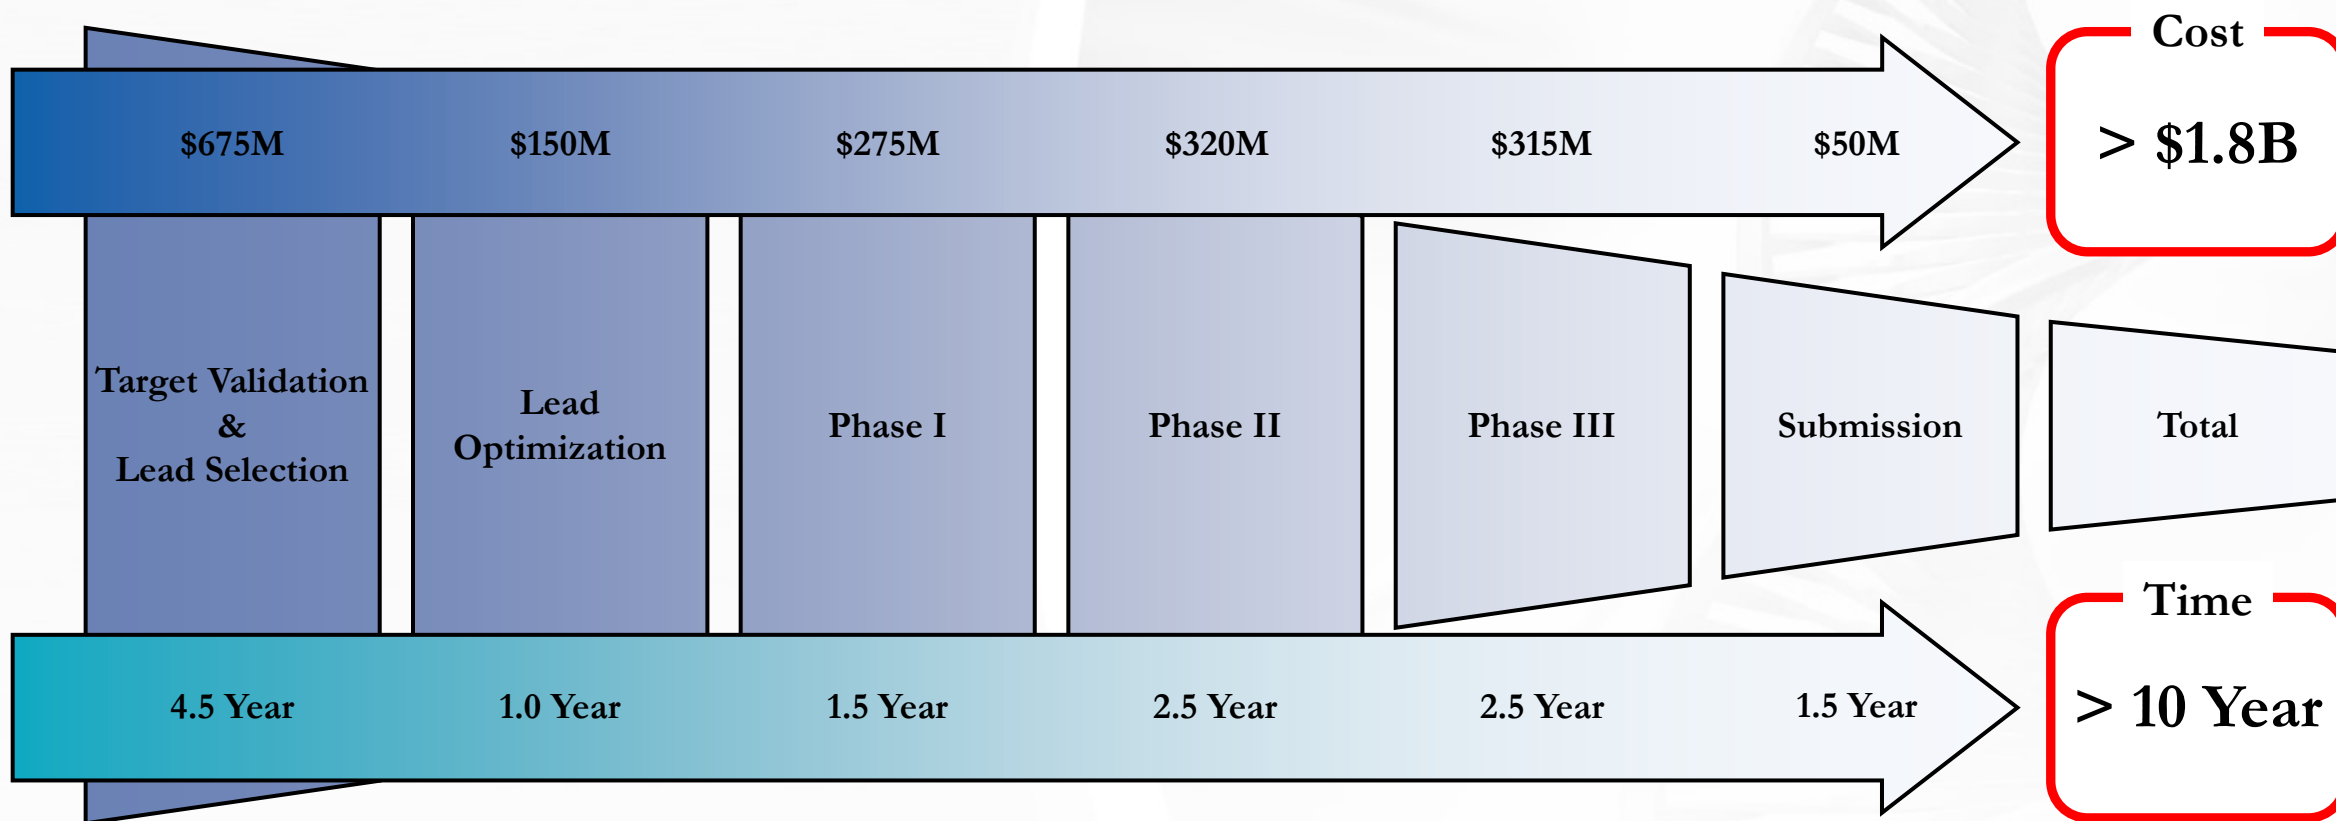 Cost
$675M
$150M
$275M
$320M
$315M
$50M
> $1.8B
Target Validation
&
Lead Selection
Lead
Optimization
Phase I
Phase II
Phase III
Submission
Total
Time
4.5 Year
1.0 Year
1.5 Year
2.5 Year
2.5 Year
1.5 Year
> 10 Year